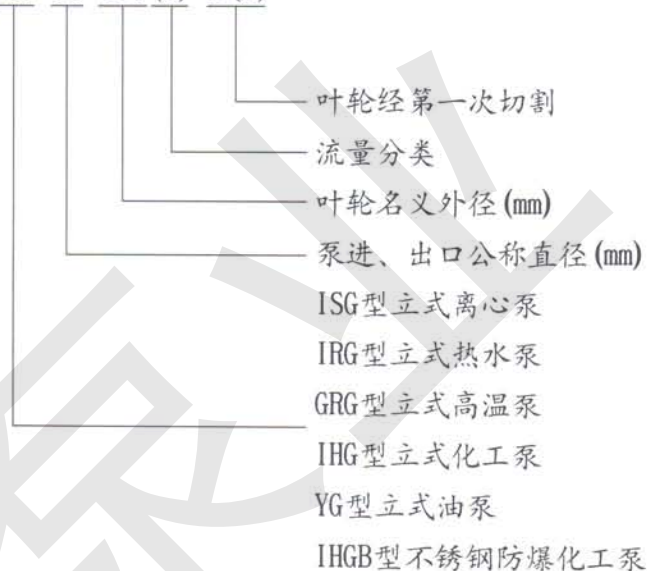 叶轮经第一次切割
流量分类
叶轮名义外径(mm)
泵进、出口公称直径(mm)
ISG型立式离心泵
IRG型立式热水泵
GRG型立式高温泵
IHG型立式化工泵
YG型立式油泵
IHGB型不锈钢防爆化工泵
泵业